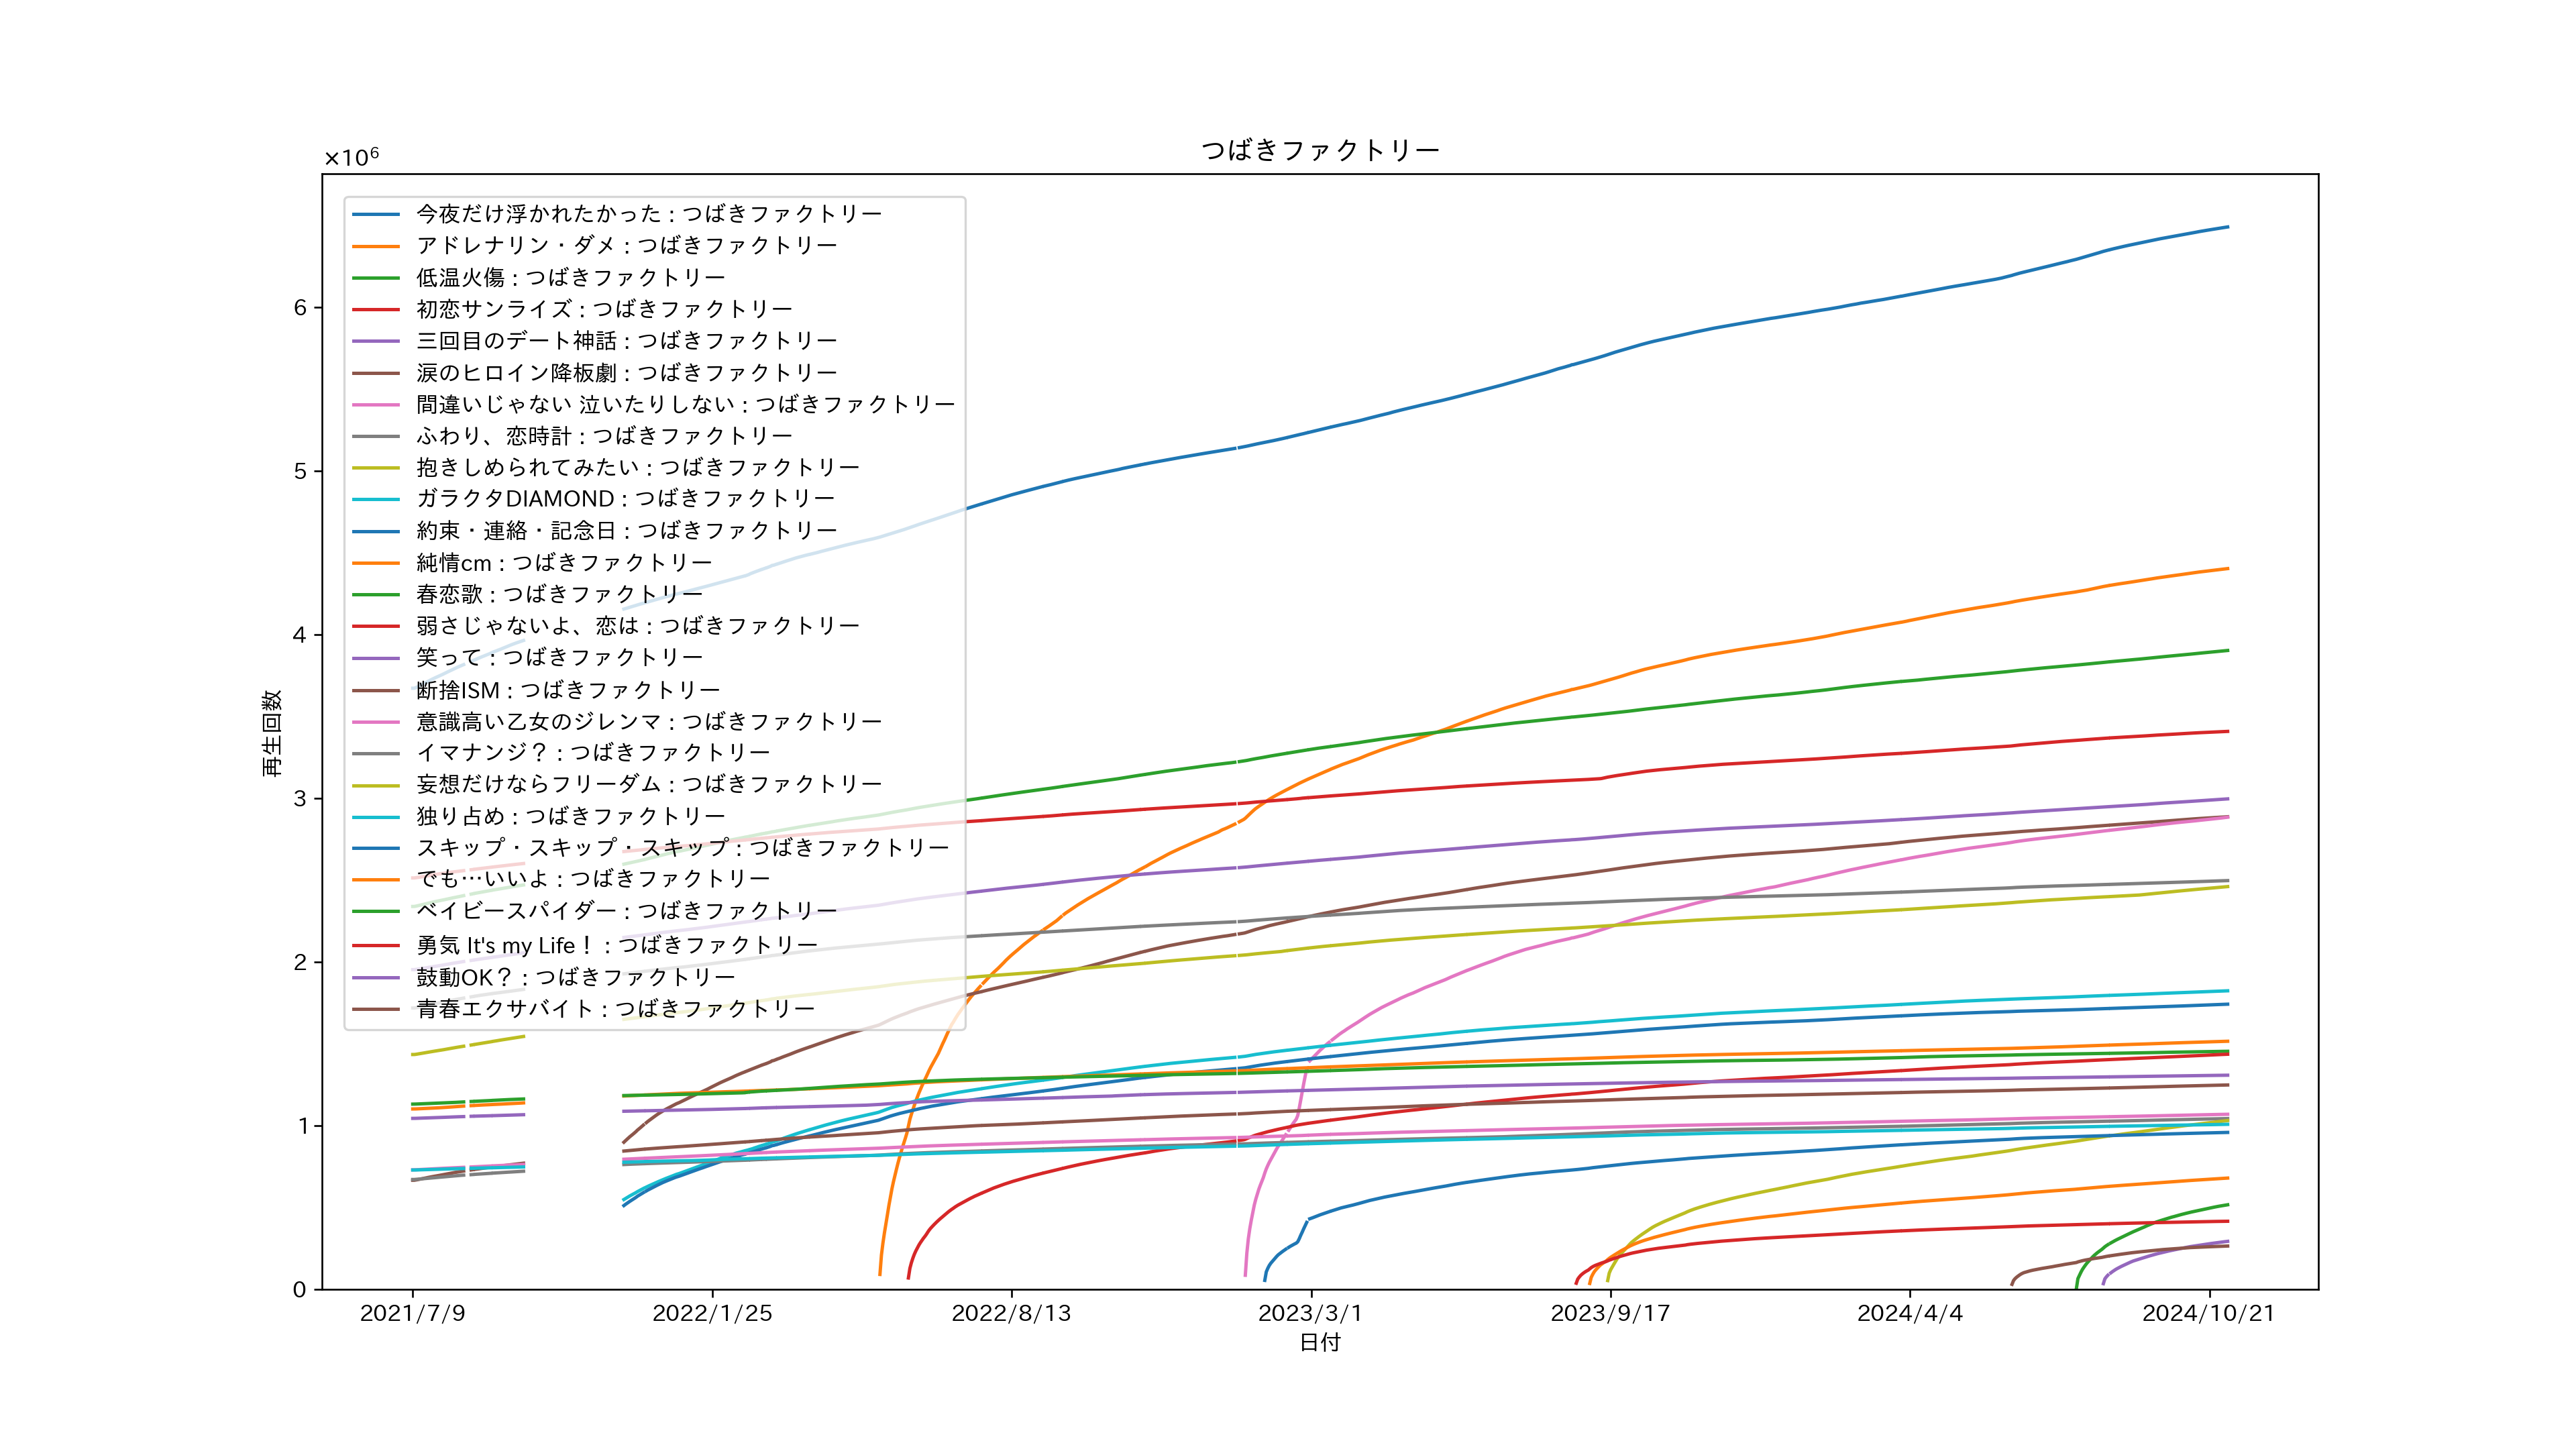 つばきファクトリー
×10⁶
今夜だけ浮かれたかった : つばきファクトリー
アドレナリン・ダメ : つばきファクトリー
低温火傷 : つばきファクトリー
初恋サンライズ : つばきファクトリー
三回目のデート神話 : つばきファクトリー
涙のヒロイン降板劇 : つばきファクトリー
間違いじゃない 泣いたりしない : つばきファクトリー
ふわり、恋時計 : つばきファクトリー
抱きしめられてみたい : つばきファクトリー
ガラクタDIAMOND : つばきファクトリー
約束・連絡・記念日 : つばきファクトリー
純情cm : つばきファクトリー
春恋歌 : つばきファクトリー
弱さじゃないよ、恋は : つばきファクトリー
笑って : つばきファクトリー
断捨ISM : つばきファクトリー
意識高い乙女のジレンマ : つばきファクトリー
イマナンジ？ : つばきファクトリー
妄想だけならフリーダム : つばきファクトリー
独り占め : つばきファクトリー
スキップ・スキップ・スキップ : つばきファクトリー
でも…いいよ : つばきファクトリー
ベイビースパイダー : つばきファクトリー
勇気 It's my Life！ : つばきファクトリー
鼓動OK？ : つばきファクトリー
青春エクサバイト : つばきファクトリー
再生回数
6
5
4
3
2
1
0
2021/7/9
2022/1/25
2022/8/13
2023/3/1
2023/9/17
2024/4/4
2024/10/21
日付